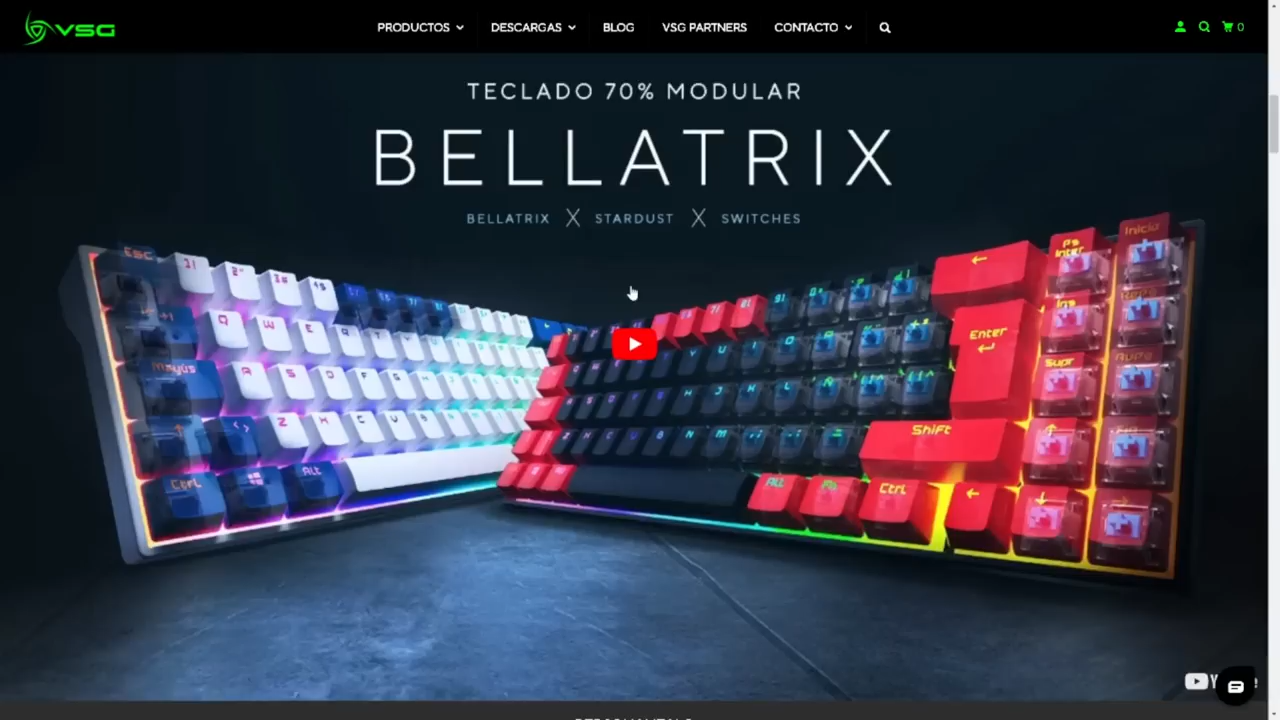 VSG
PRODUCTOS
DESCARGAS
BLOG
VSG PARTNERS
CONTACTO
0
TECLADO 70% MODULAR
BELLATRIX
BELLATRIX X STARDUST X SWITCHES
Esc
Inicio
Enter
Supr
Mayus
Shift
Ctrl
Alt
Alt
Fn
Ctrl